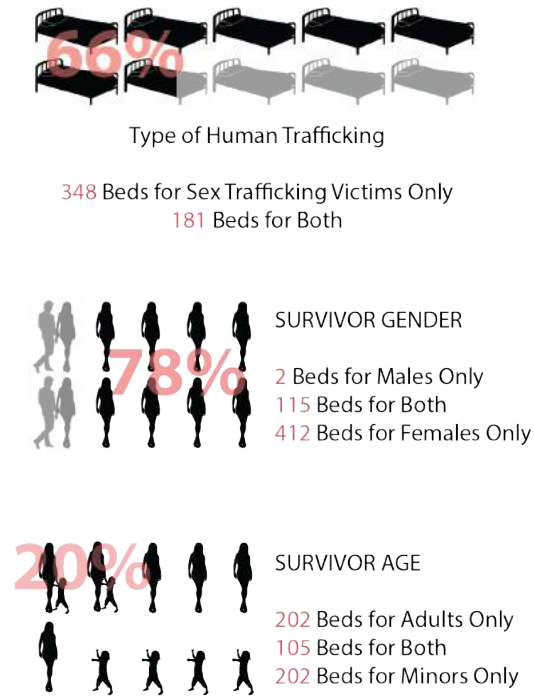 66%
Type of Human Trafficking
348 Beds for Sex Trafficking Victims Only
181 Beds for Both
78%
SURVIVOR GENDER
2 Beds for Males Only
115 Beds for Both
412 Beds for Females Only
20%
SURVIVOR AGE
202 Beds for Adults Only
105 Beds for Both
202 Beds for Minors Only